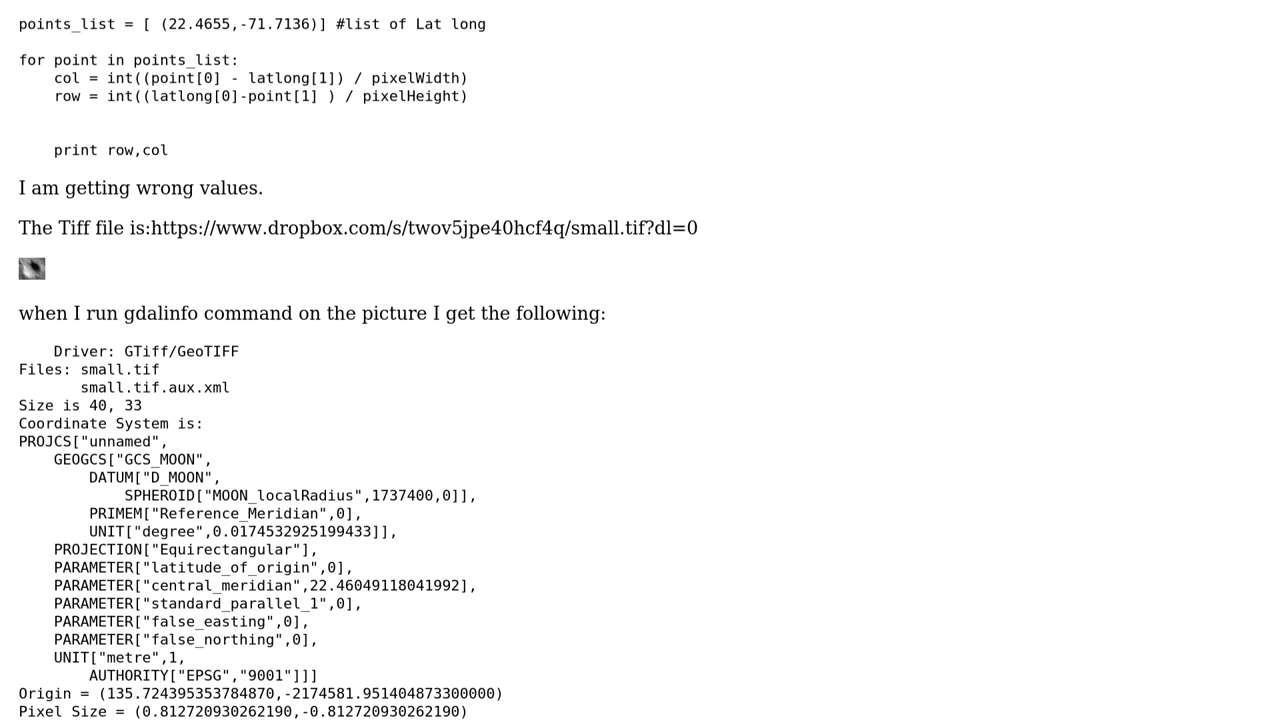 points_list = [ (22.4655,-71.7136)] #list of Lat long
for point in points_list:
    col = int((point[0] - latlong[1]) / pixelWidth)
    row = int((latlong[0]-point[1] ) / pixelHeight)
    print row,col
I am getting wrong values.
The Tiff file is:https://www.dropbox.com/s/twov5jpe40hcf4q/small.tif?dl=0
when I run gdalinfo command on the picture I get the following:
    Driver: GTiff/GeoTIFF
Files: small.tif
       small.tif.aux.xml
Size is 40, 33
Coordinate System is:
PROJCS["unnamed",
    GEOGCS["GCS_MOON",
        DATUM["D_MOON",
            SPHEROID["MOON_localRadius",1737400,0]],
        PRIMEM["Reference_Meridian",0],
        UNIT["degree",0.0174532925199433]],
    PROJECTION["Equirectangular"],
    PARAMETER["latitude_of_origin",0],
    PARAMETER["central_meridian",22.46049118041992],
    PARAMETER["standard_parallel_1",0],
    PARAMETER["false_easting",0],
    PARAMETER["false_northing",0],
    UNIT["metre",1,
        AUTHORITY["EPSG","9001"]]]
Origin = (135.724395353784870,-2174581.951404873300000)
Pixel Size = (0.812720930262190,-0.812720930262190)